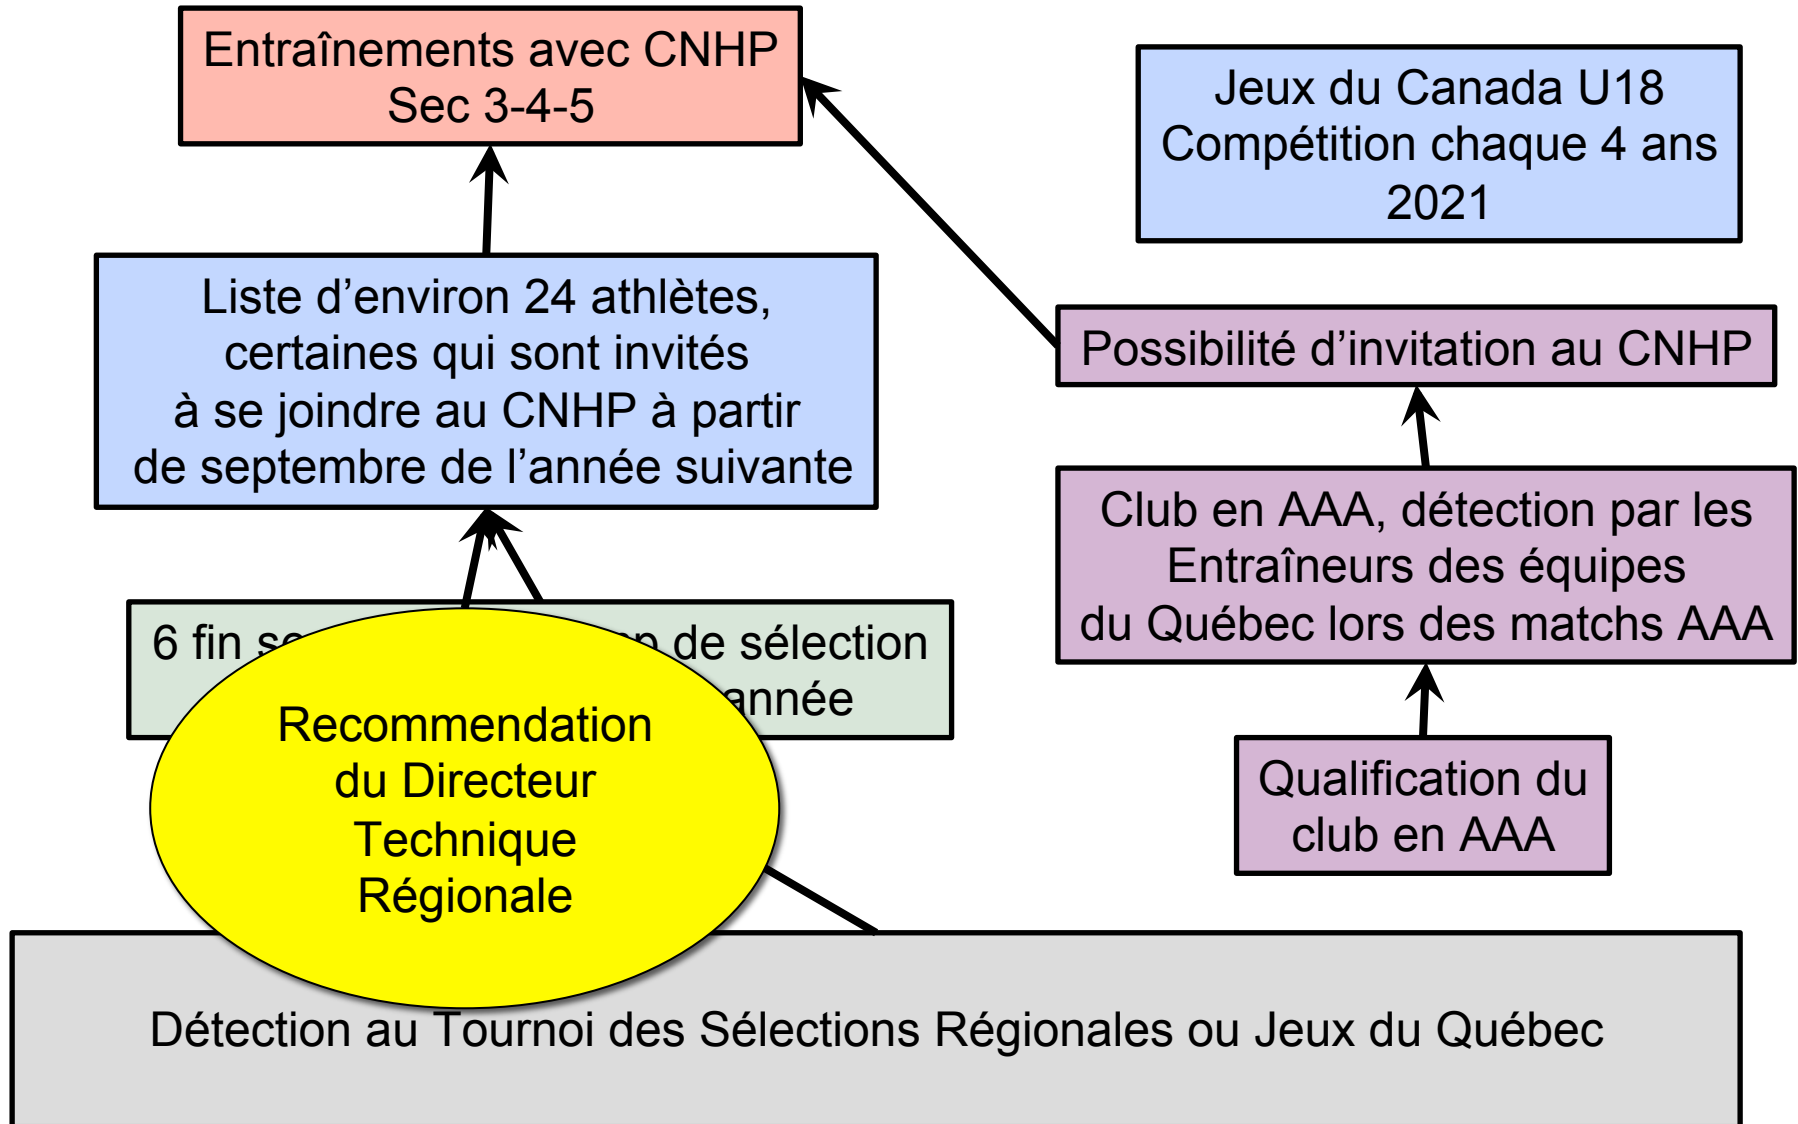 Entraînements avec CNHP
Sec 3-4-5
Jeux du Canada U18
Compétition chaque 4 ans
2021
Liste d’environ 24 athlètes,
certaines qui sont invités
à se joindre au CNHP à partir
de septembre de l’année suivante
Possibilité d’invitation au CNHP
Club en AAA, détection par les
Entraîneurs des équipes
du Québec lors des matchs AAA
6 fin de sélection
année
Recommendation
du Directeur
Technique
Régionale
Qualification du
club en AAA
Détection au Tournoi des Sélections Régionales ou Jeux du Québec